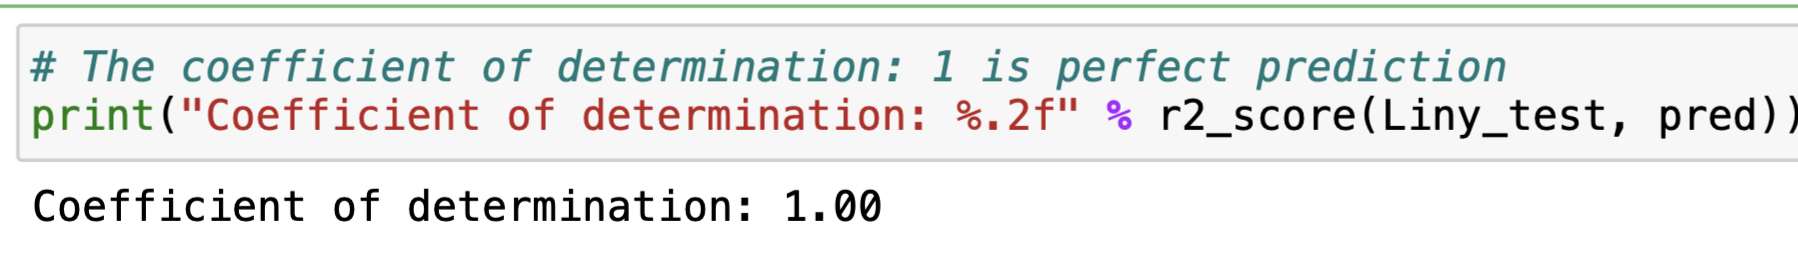 # The coefficient of determination: 1 is perfect prediction
print("Coefficient of determination: %.2f" % r2_score(Liny_test, pred))
Coefficient of determination: 1.00